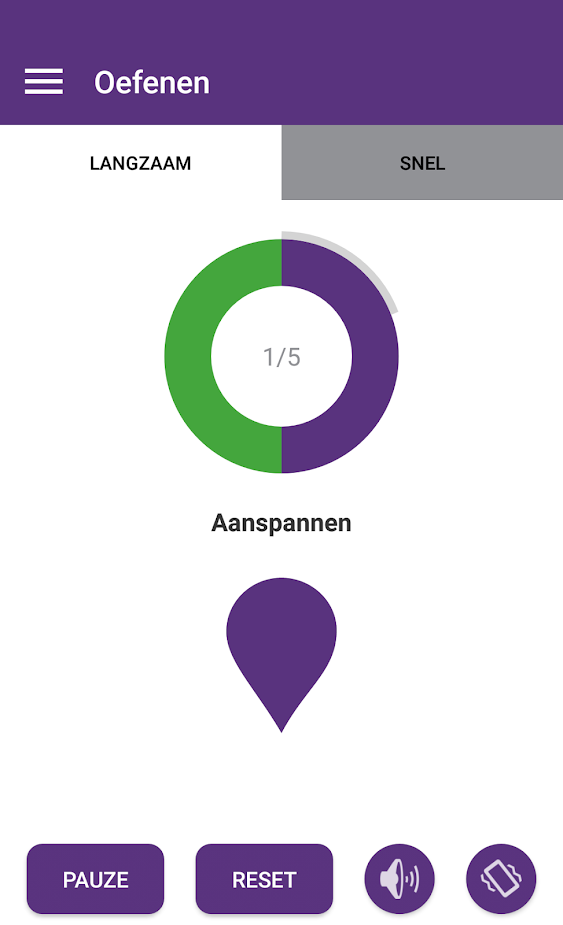 Oefenen
LANGZAAM
SNEL
1/5
Aanspannen
PAUZE
RESET